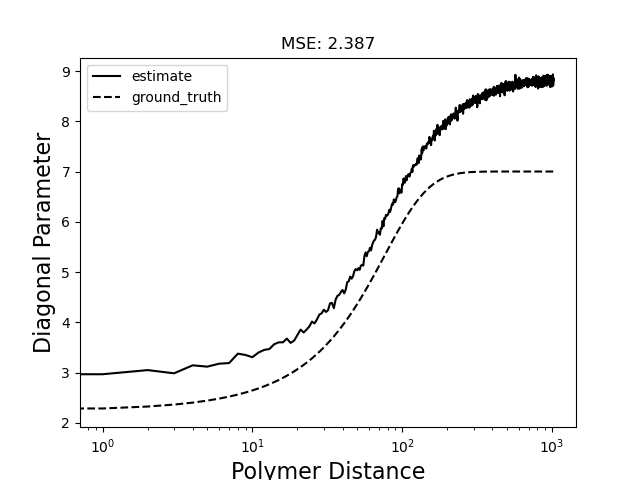 MSE: 2.387
estimate
ground_truth
Diagonal Parameter
9
8
7
6
5
4
3
2
10⁰ 10¹ 10² 10³
Polymer Distance